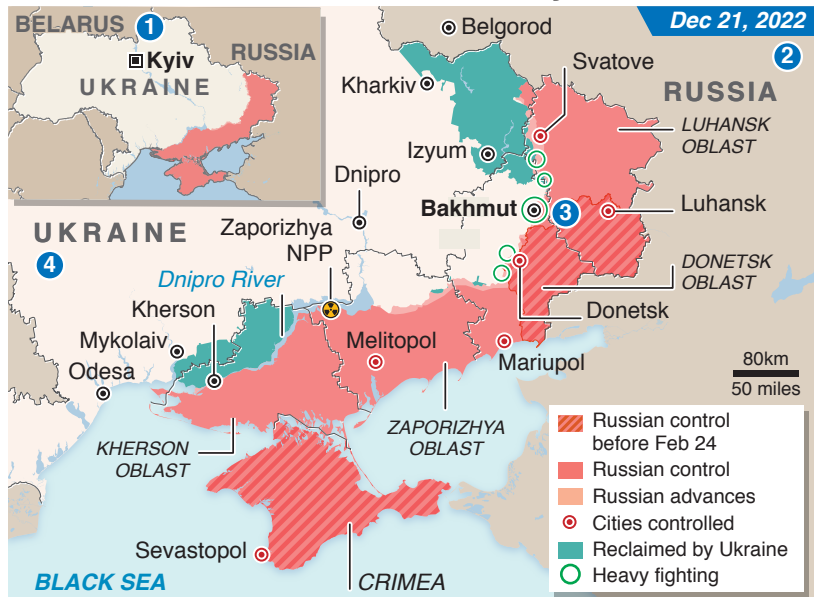 Dec 21, 2022
BELARUS
1
Kyiv
RUSSIA
UKRAINE
Belgorod
2
Svatove
RUSSIA
Kharkiv
LUHANSK
OBLAST
Izyum
Dnipro
Bakhmut
3
Luhansk
Zaporizhya
NPP
UKRAINE
4
Dnipro River
DONETSK
OBLAST
Kherson
Donetsk
Mykolaiv
Melitopol
Mariupol
Odesa
80km
50 miles
KHERSON
OBLAST
ZAPORIZHYA
OBLAST
Russian control
before Feb 24
Russian control
Russian advances
Cities controlled
Reclaimed by Ukraine
Heavy fighting
Sevastopol
BLACK SEA
CRIMEA